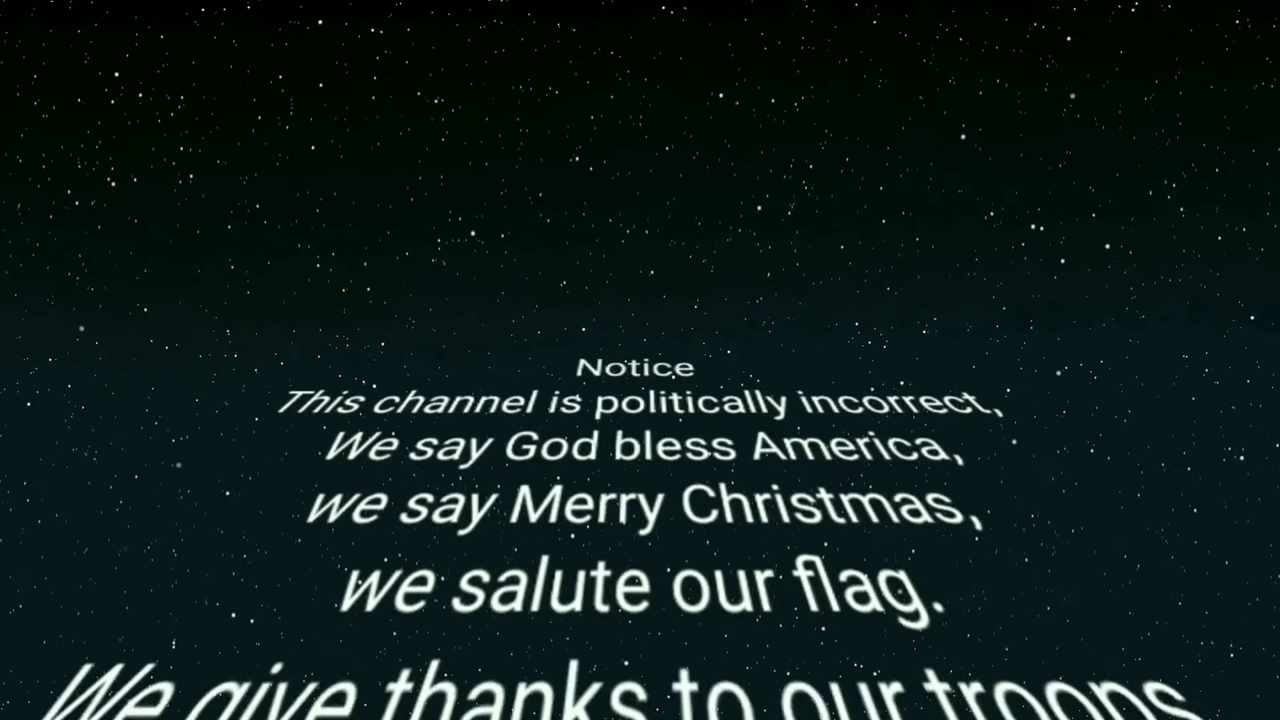 Notice
This channel is politically incorrect,
We say God bless America,
we say Merry Christmas,
we salute our flag.
We give thanks to our troops